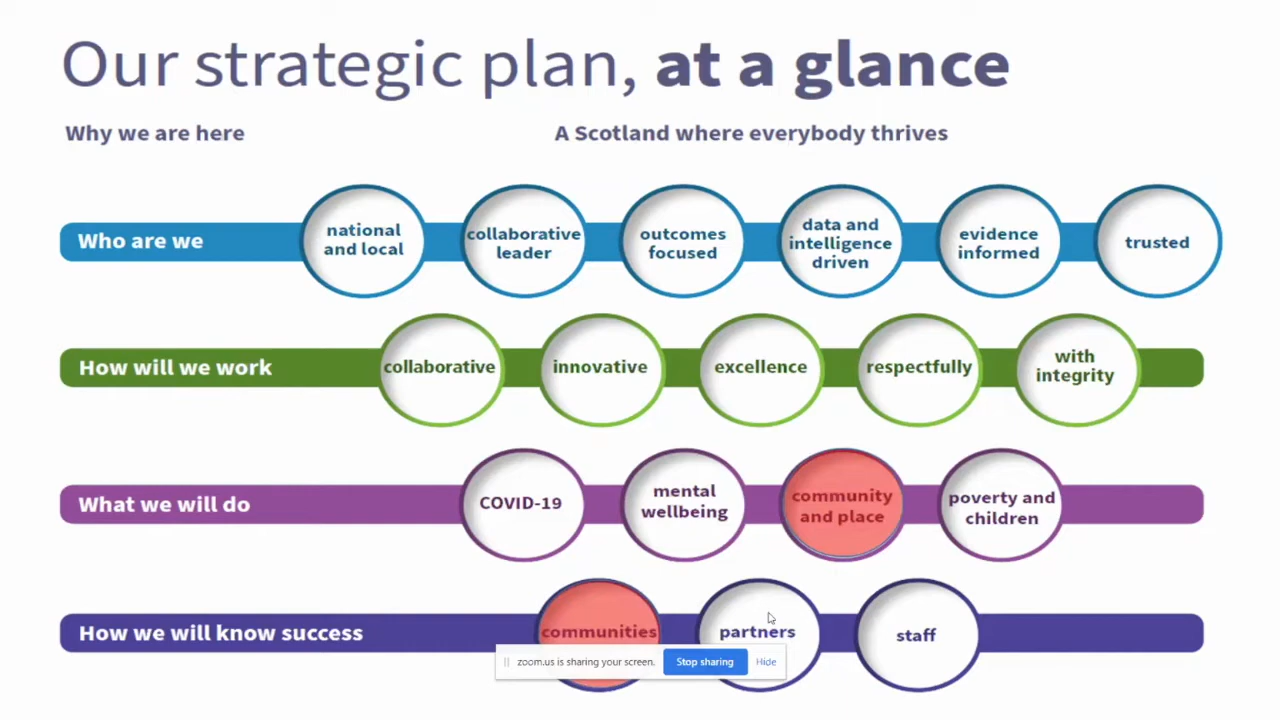 Our strategic plan, at a glance
Why we are here
A Scotland where everybody thrives
Who are we
national
and local
collaborative
leader
outcomes
focused
data and
intelligence
driven
evidence
informed
trusted
How will we work
collaborative
innovative
excellence
respectfully
with
integrity
What we will do
COVID-19
mental
wellbeing
community
and place
poverty and
children
How we will know success
communities
partners
staff
zoom.us is sharing your screen.
Stop sharing
Hide